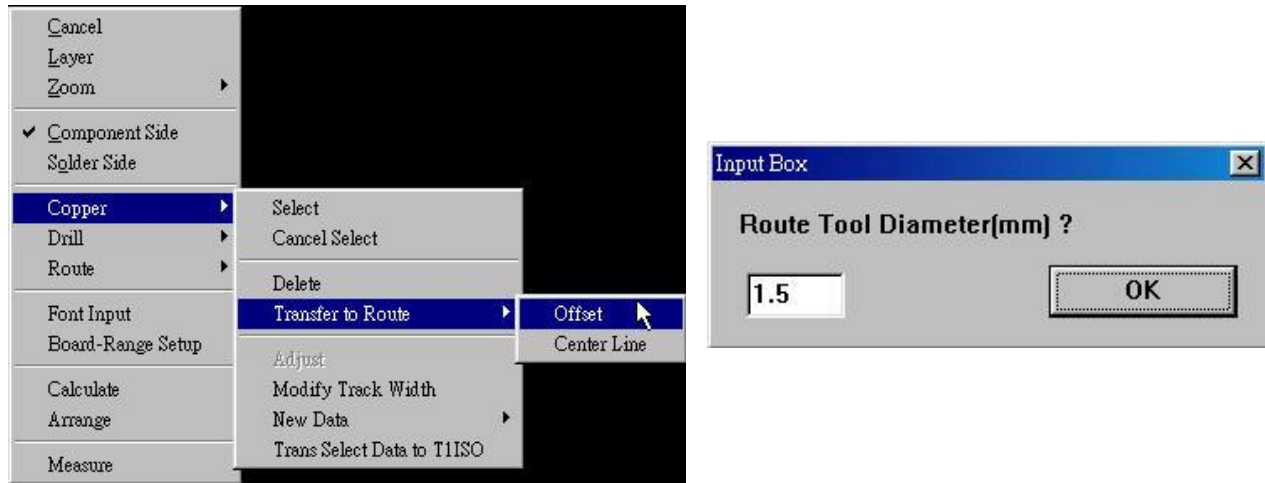 Cancel
Layer
Zoom
Component Side
Solder Side
Copper
Drill
Route
Font Input
Board-Range Setup
Calculate
Arrange
Measure
Select
Cancel Select
Delete
Transfer to Route
Adjust
Modify Track Width
New Data
Trans Select Data to T1ISO
Offset
Center Line
Input Box
Route Tool Diameter(mm) ?
1.5
OK